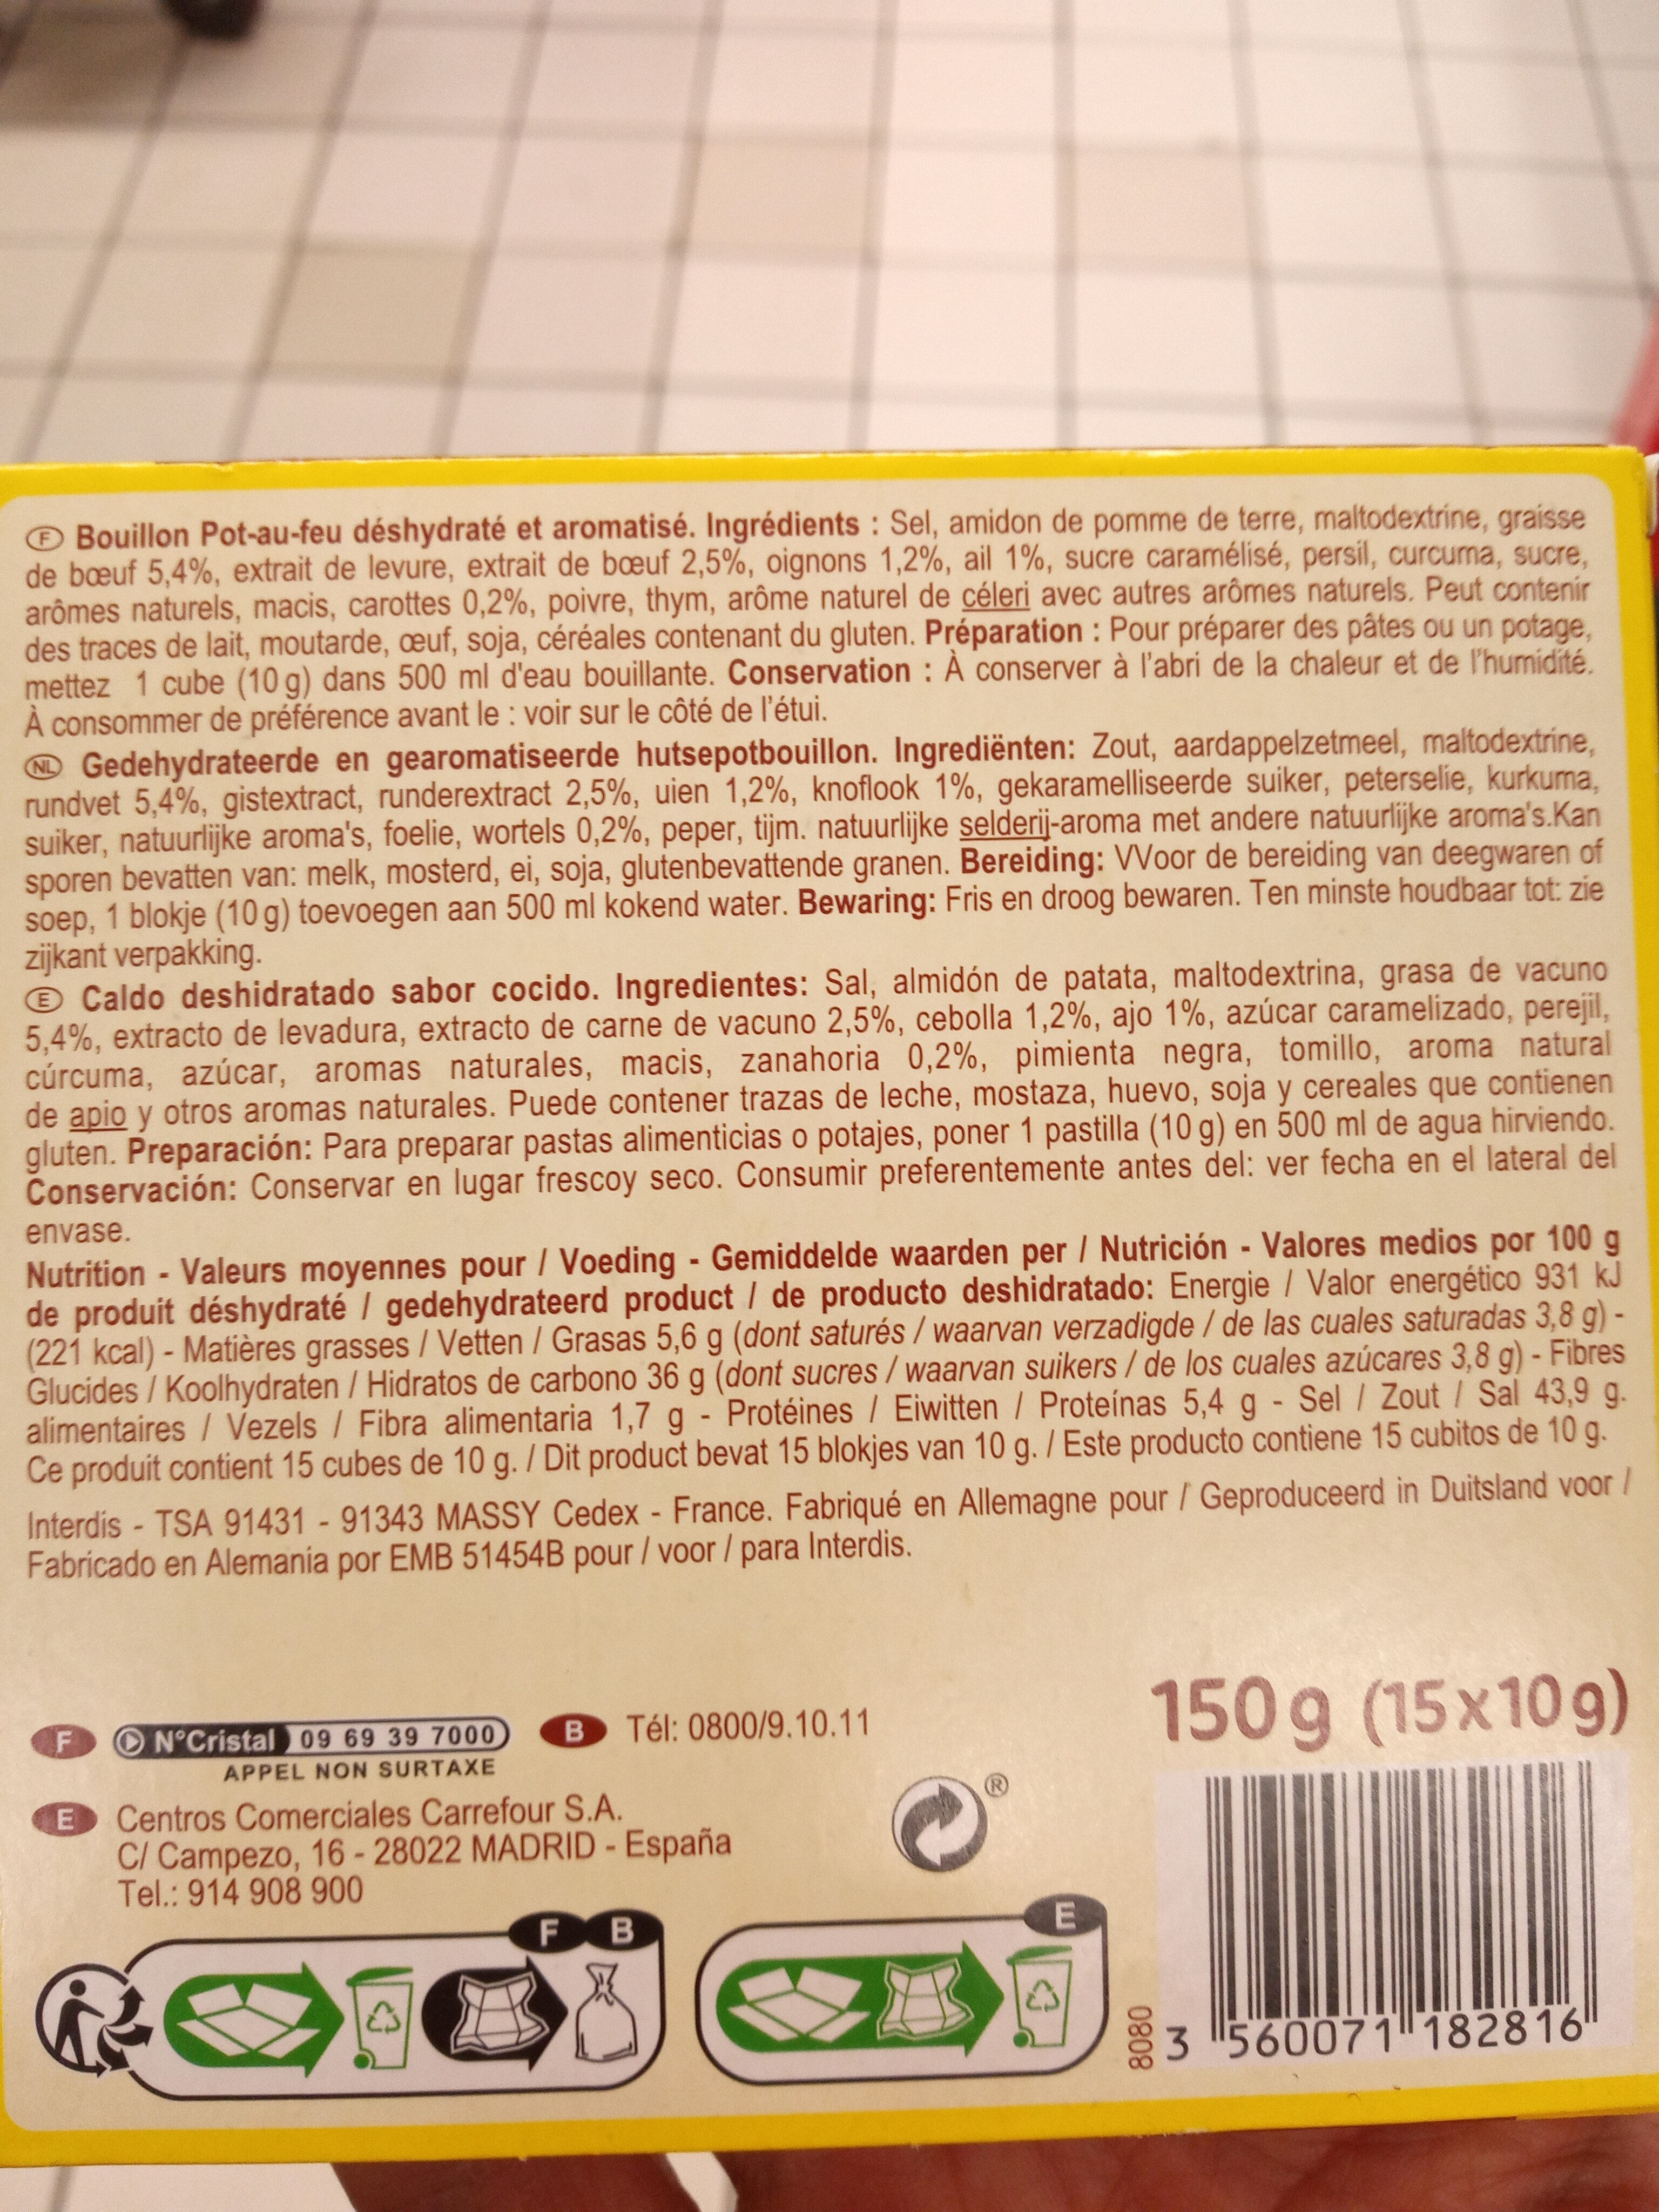 F Bouillon Pot-au-feu déshydraté et aromatisé. Ingrédients : Sel, amidon de pomme de terre, maltodextrine, graisse
de bœuf 5,4%, extrait de levure, extrait de bœuf 2,5%, oignons 1,2%, ail 1%, sucre caramélisé, persil, curcuma, sucre,
arômes naturels, macis, carottes 0,2%, poivre, thym, arôme naturel de céleri avec autres arômes naturels. Peut contenir
des traces de lait, moutarde, œuf, soja, céréales contenant du gluten. Préparation : Pour préparer des pâtes ou un potage,
mettez 1 cube (10 g) dans 500 ml d'eau bouillante. Conservation : À conserver à l'abri de la chaleur et de l'humidité.
À consommer de préférence avant le : voir sur le côté de l'étui.
NL Gedehydrateerde en gearomatiseerde hutsepotbouillon. Ingrediënten: Zout, aardappelzetmeel, maltodextrine,
rundvet 5,4%, gistextract, runderextract 2,5%, uien 1,2%, knoflook 1%, gekaramelliseerde suiker, peterselie, kurkuma,
suiker, natuurlijke aroma's, foelie, wortels 0,2%, peper, tijm. natuurlijke selderij-aroma met andere natuurlijke aroma's.Kan
sporen bevatten van: melk, mosterd, ei, soja, glutenbevattende granen. Bereiding: VVoor de bereiding van deegwaren of
soep, 1 blokje (10 g) toevoegen aan 500 ml kokend water. Bewaring: Fris en droog bewaren. Ten minste houdbaar tot: zie
zijkant verpakking.
E Caldo deshidratado sabor cocido. Ingredientes: Sal, almidón de patata, maltodextrina, grasa de vacuno
5,4%, extracto de levadura, extracto de carne de vacuno 2,5%, cebolla 1,2%, ajo 1%, azúcar caramelizado, perejil,
cúrcuma, azúcar, aromas naturales, macis, zanahoria 0,2%, pimienta negra, tomillo, aroma natural
de apio y otros aromas naturales. Puede contener trazas de leche, mostaza, huevo, soja y cereales que contienen
gluten. Preparación: Para preparar pastas alimenticias o potajes, poner 1 pastilla (10 g) en 500 ml de agua hirviendo.
Conservación: Conservar en lugar frescoy seco. Consumir preferentemente antes del: ver fecha en el lateral del
envase.
Nutrition - Valeurs moyennes pour / Voeding - Gemiddelde waarden per / Nutrición - Valores medios por 100 g
de produit déshydraté / gedehydrateerd product / de producto deshidratado: Energie / Valor energético 931 kJ
(221 kcal) - Matières grasses / Vetten / Grasas 5,6 g (dont saturés / waarvan verzadigde / de las cuales saturadas 3,8 g) -
Glucides / Koolhydraten / Hidratos de carbono 36 g (dont sucres / waarvan suikers / de los cuales azúcares 3,8 g) - Fibres
alimentaires / Vezels / Fibra alimentaria 1,7 g - Protéines / Eiwitten / Proteínas 5,4 g - Sel / Zout / Sal 43,9 g.
Ce produit contient 15 cubes de 10 g. / Dit product bevat 15 blokjes van 10 g. / Este producto contiene 15 cubitos de 10 g.
Interdis - TSA 91431 - 91343 MASSY Cedex - France. Fabriqué en Allemagne pour / Geproduceerd in Duitsland voor /
Fabricado en Alemania por EMB 51454B pour / voor / para Interdis.
150 g (15x10g)
F N°Cristal 09 69 39 7000 B Tél: 0800/9.10.11
APPEL NON SURTAXE
®
E Centros Comerciales Carrefour S.A.
C/ Campezo, 16 - 28022 MADRID - España
Tel.: 914 908 900
F B
E
8080
3 560071 182816